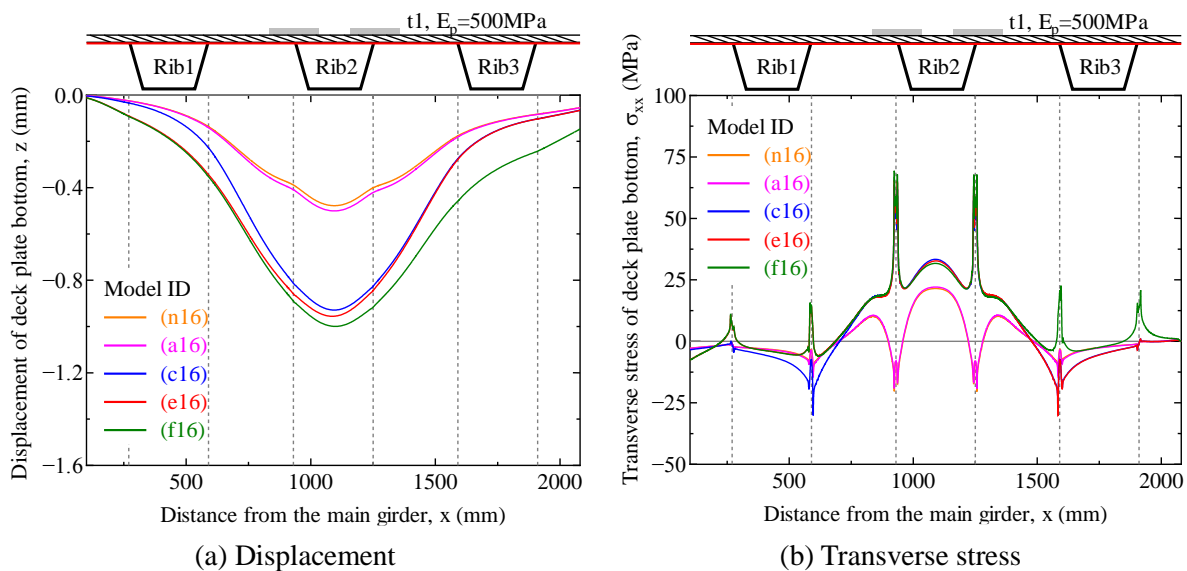 t1, E_p=500MPa
Rib1
Rib2
Rib3
Displacement of deck plate bottom, z (mm)
0.0
−0.4
−0.8
−1.2
−1.6
Model ID
(n16)
(a16)
(c16)
(e16)
(f16)
500
1000
1500
2000
Distance from the main girder, x (mm)
(a) Displacement
t1, E_p=500MPa
Rib1
Rib2
Rib3
Transverse stress of deck plate bottom, σ_xx (MPa)
100
75
50
25
0
−25
−50
Model ID
(n16)
(a16)
(c16)
(e16)
(f16)
500
1000
1500
2000
Distance from the main girder, x (mm)
(b) Transverse stress